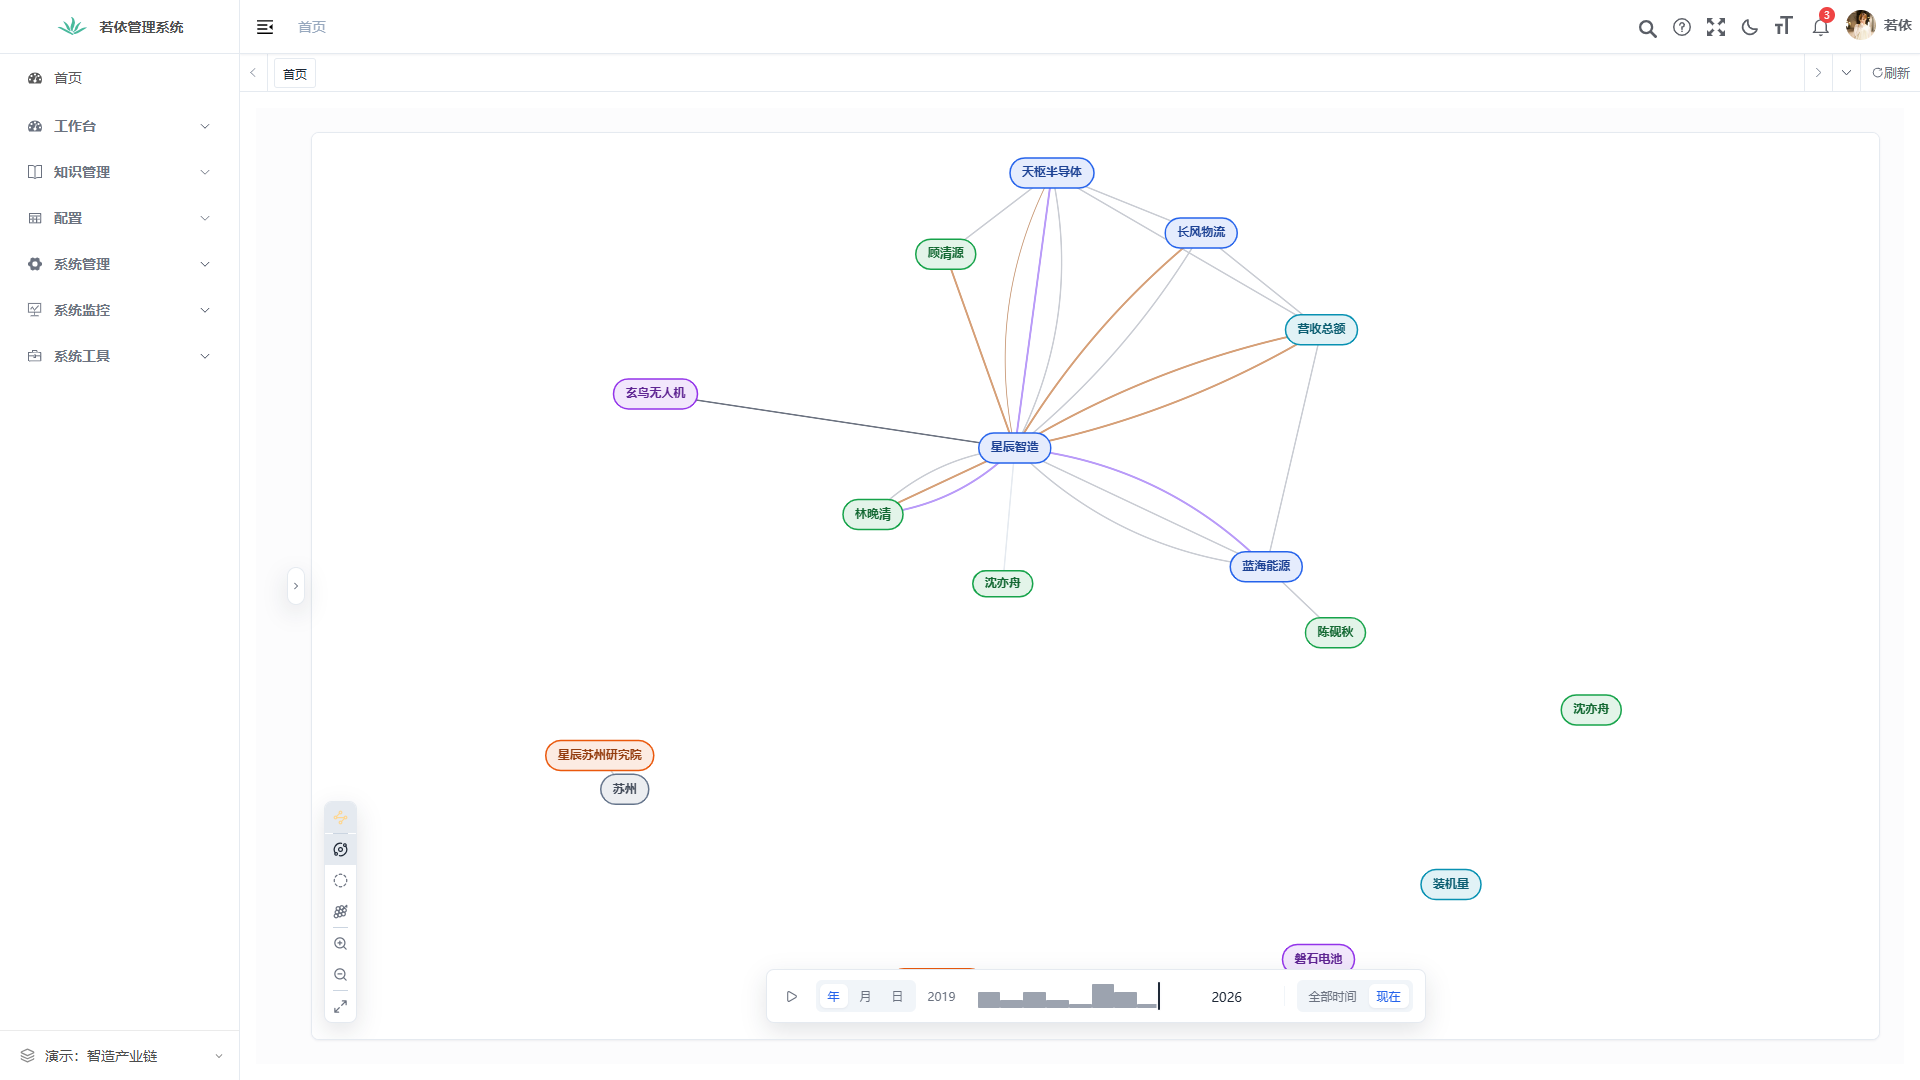 若依管理系统
首页
3
若依
首页
刷新
首页
工作台
知识管理
配置
系统管理
系统监控
系统工具
天枢半导体
长风物流
顾清源
营收总额
玄鸟无人机
星辰智造
林晚清
蓝海能源
沈亦舟
陈砚秋
沈亦舟
星辰苏州研究院
苏州
装机量
磐石电池
年
月
日
2019
2026
全部时间
现在
演示：智造产业链